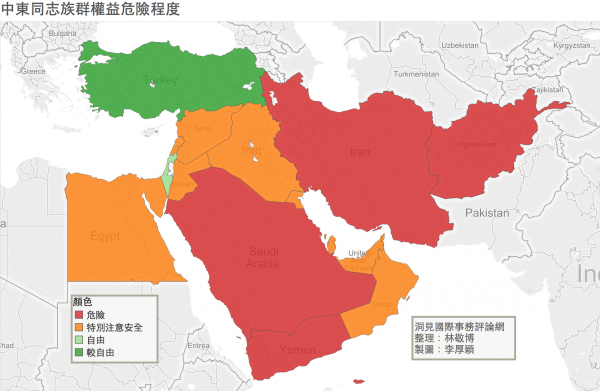 中東同志族群權益危險程度
Bulgaria
Greece
Turkey
Uzbekistan
Kyrgyzstan
Turkmenistan
Tajikistan
Syria
Iraq
Iran
Afghanistan
Pakistan
Egypt
Saudi
Arabia
United
Oman
Yemen
Eritrea
顏色
危險
特別注意安全
自由
較自由
洞見國際事務評論網
整理：林敬博
製圖：李厚穎